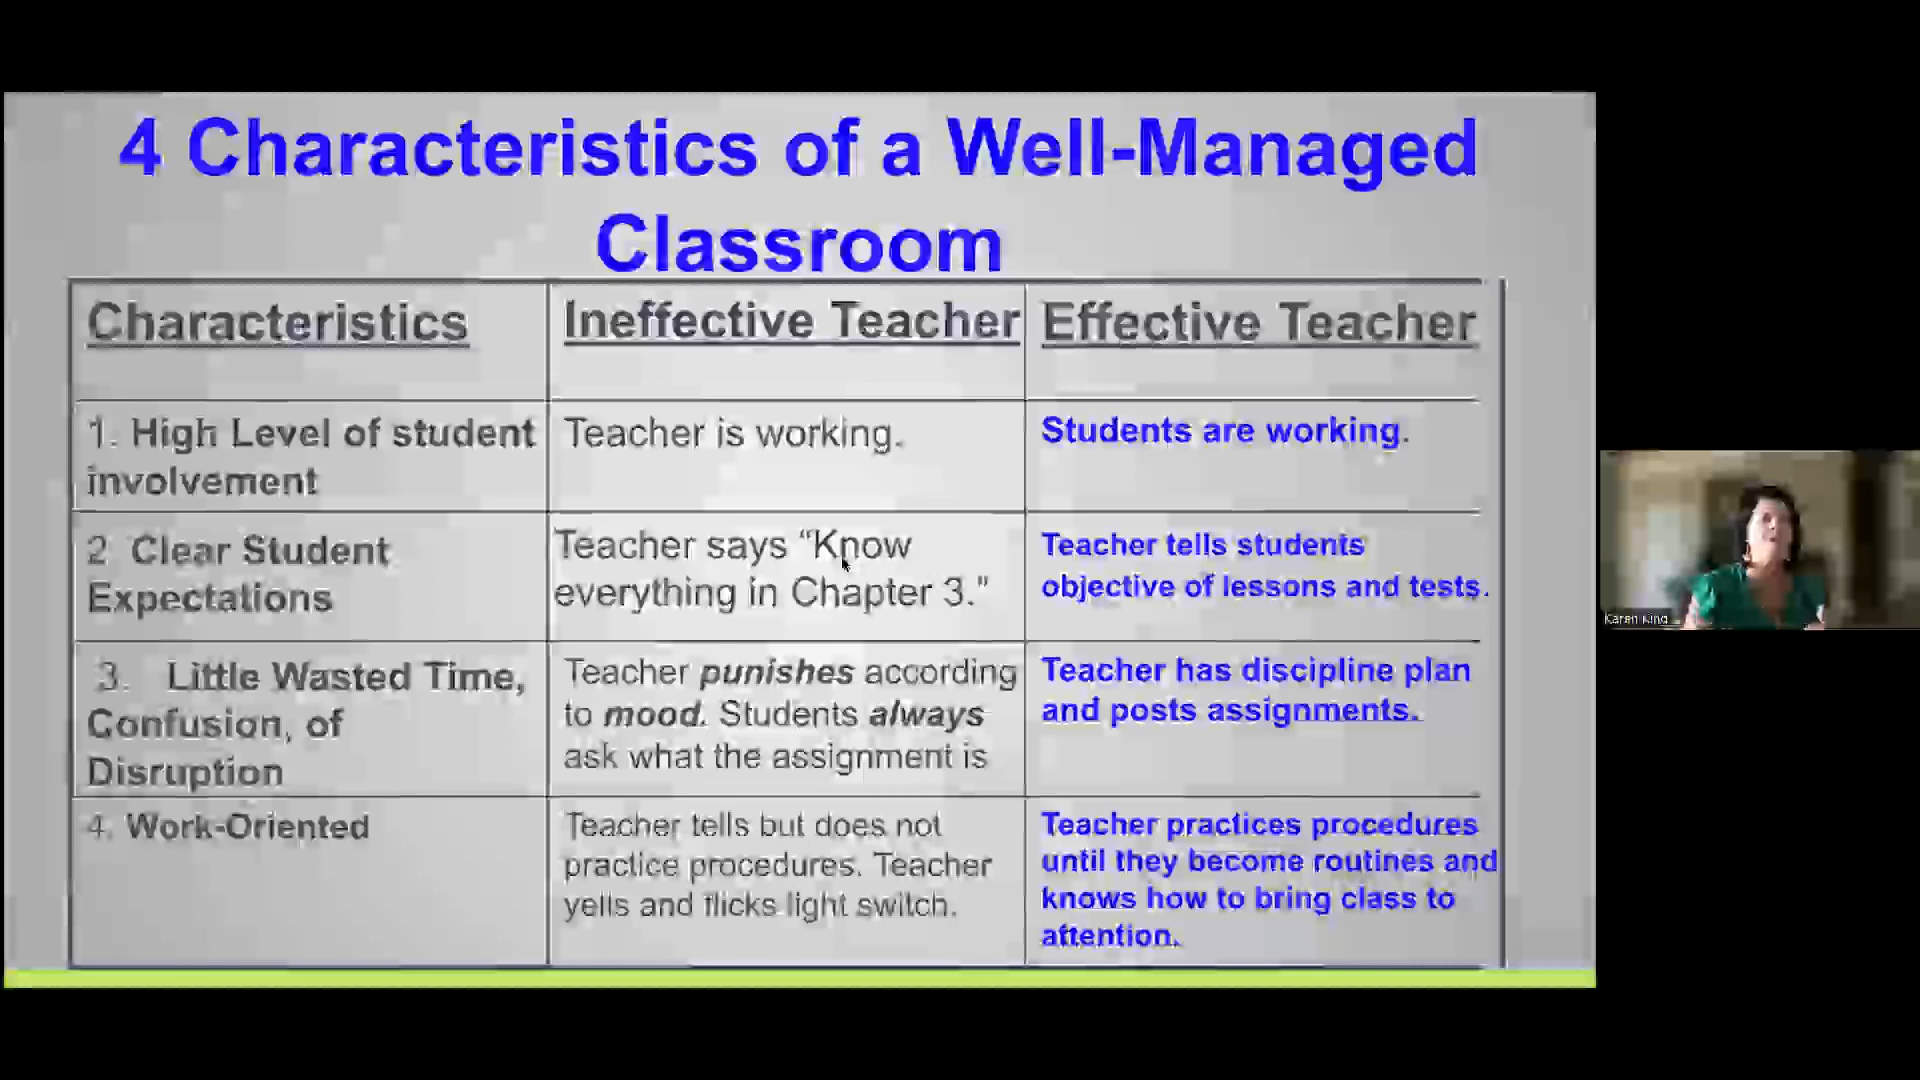 4 Characteristics of a Well-Managed
Classroom
Characteristics
Ineffective Teacher
Effective Teacher
1. High Level of student
involvement
Teacher is working.
Students are working.
2 Clear Student
Expectations
Teacher says “Know
everything in Chapter 3.”
Teacher tells students
objective of lessons and tests.
3. Little Wasted Time,
Confusion, of
Disruption
Teacher punishes according
to mood. Students always
ask what the assignment is
Teacher has discipline plan
and posts assignments.
4. Work-Oriented
Teacher tells but does not
practice procedures. Teacher
yells and flicks light switch.
Teacher practices procedures
until they become routines and
knows how to bring class to
attention.
Karen King